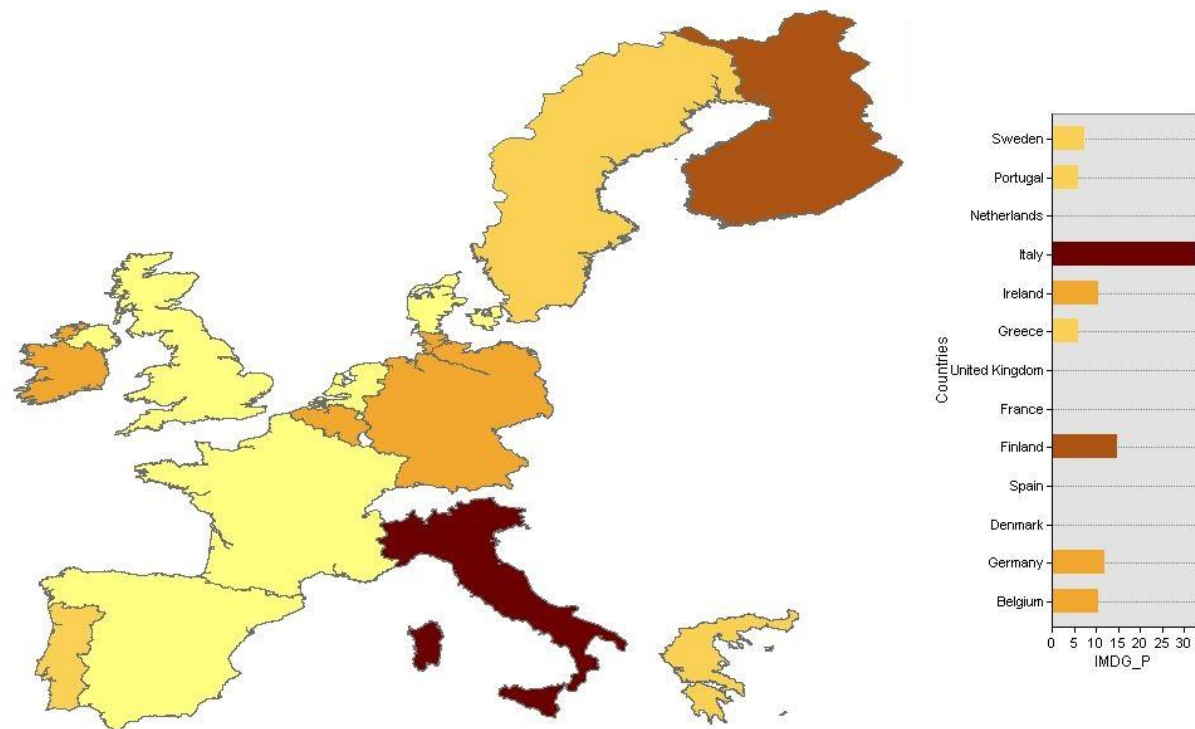 Sweden
Portugal
Netherlands
Italy
Ireland
Greece
United Kingdom
France
Finland
Spain
Denmark
Germany
Belgium
Countries
0 5 10 15 20 25 30
IMDG_P